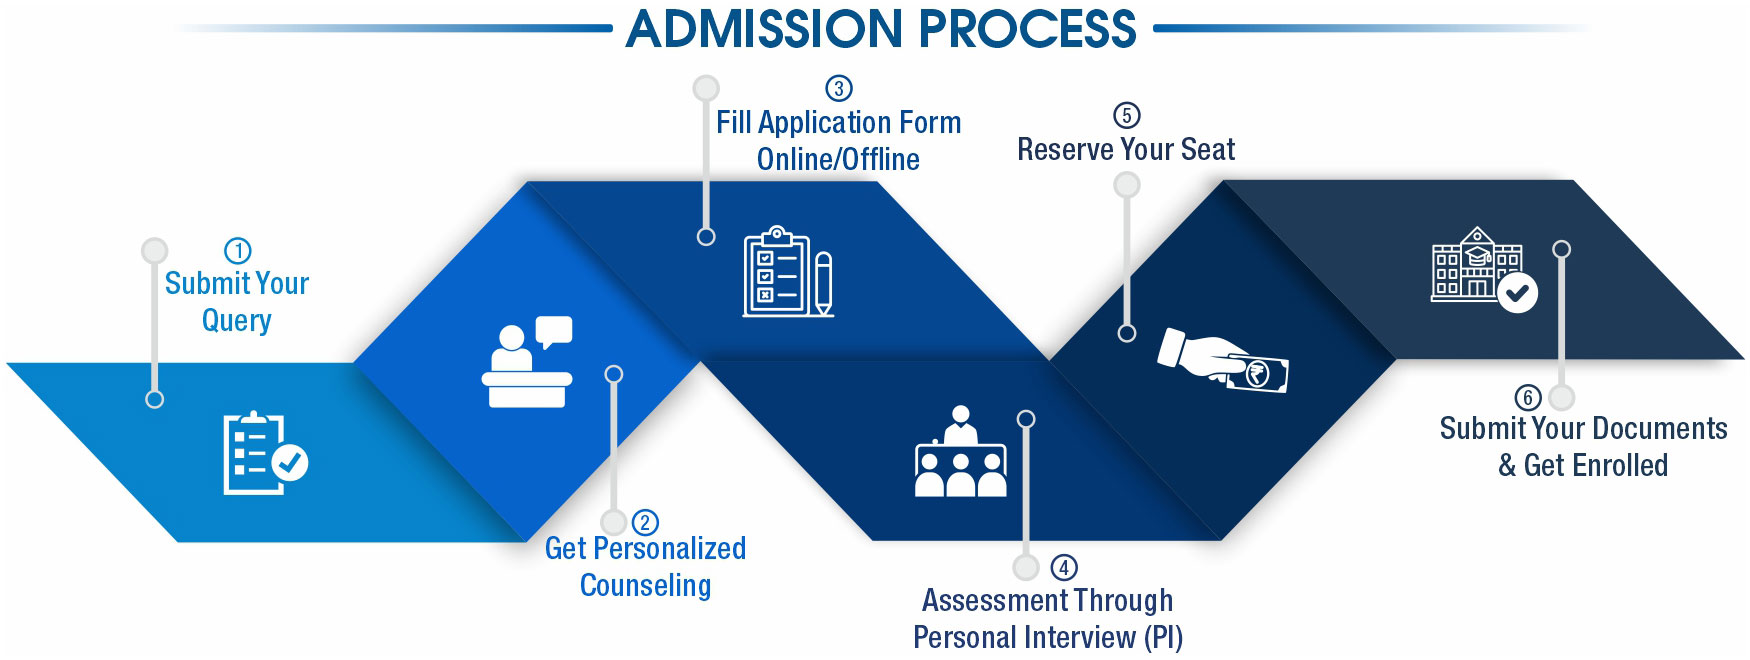 ADMISSION PROCESS
1
Submit Your
Query
2
Get Personalized
Counseling
3
Fill Application Form
Online/Offline
4
Assessment Through
Personal Interview (PI)
5
Reserve Your Seat
₹
6
Submit Your Documents
& Get Enrolled